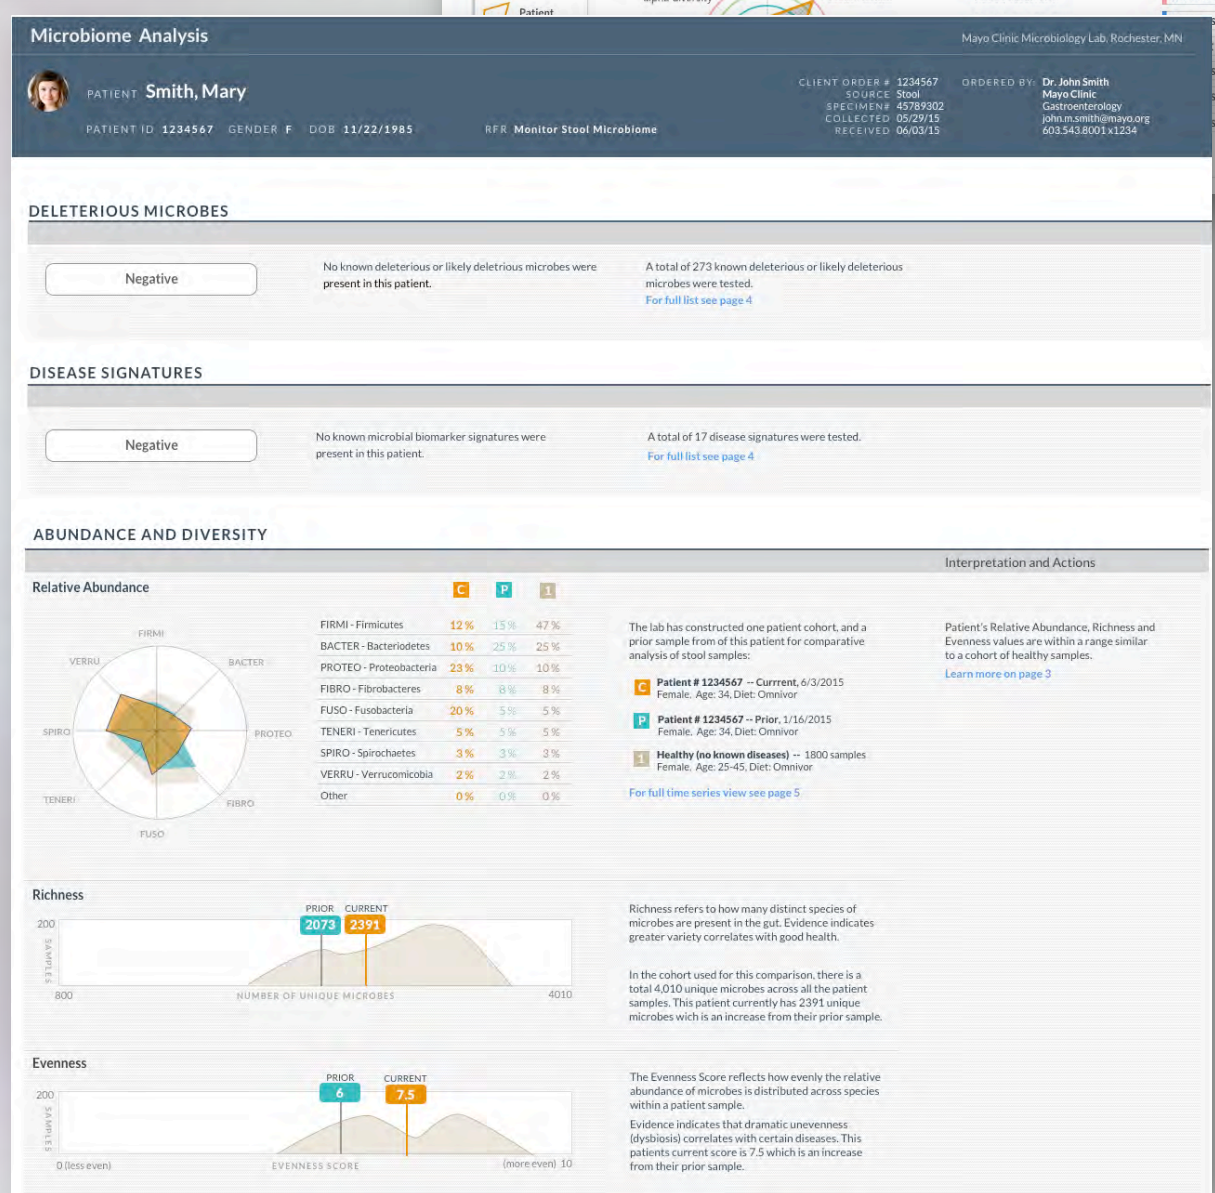 Patient
alpha diversity
Microbiome Analysis
Mayo Clinic Microbiology Lab, Rochester, MN
PATIENT Smith, Mary
PATIENT ID 1234567 GENDER F DOB 11/22/1985
RFR Monitor Stool Microbiome
CLIENT ORDER # 1234567
SOURCE Stool
SPECIMEN# 45789302
COLLECTED 05/29/15
RECEIVED 06/03/15
ORDERED BY: Dr. John Smith
Mayo Clinic
Gastroenterology
john.m.smith@mayo.org
603.543.8001 x1234
DELETERIOUS MICROBES
Negative
No known deleterious or likely deletrious microbes were
present in this patient.
A total of 273 known deleterious or likely deleterious
microbes were tested.
For full list see page 4
DISEASE SIGNATURES
Negative
No known microbial biomarker signatures were
present in this patient.
A total of 17 disease signatures were tested.
For full list see page 4
ABUNDANCE AND DIVERSITY
Interpretation and Actions
Relative Abundance
FIRMI
BACTER
PROTEO
FIBRO
FUSO
TENERI
SPIRO
VERRU
C P 1
FIRMI - Firmicutes 12% 15% 47%
BACTER - Bacteriodetes 10% 25% 25%
PROTEO - Proteobacteria 23% 10% 10%
FIBRO - Fibrobacteres 8% 8% 8%
FUSO - Fusobacteria 20% 5% 5%
TENERI - Tenericutes 5% 5% 5%
SPIRO - Spirochaetes 3% 3% 3%
VERRU - Verrucomicobia 2% 2% 2%
Other 0% 0% 0%
The lab has constructed one patient cohort, and a
prior sample from of this patient for comparative
analysis of stool samples:
C Patient # 1234567 -- Currrent, 6/3/2015
Female. Age: 34, Diet: Omnivor
P Patient # 1234567 -- Prior, 1/16/2015
Female. Age: 34, Diet: Omnivor
1 Healthy (no known diseases) -- 1800 samples
Female. Age: 25-45, Diet: Omnivor
For full time series view see page 5
Patient's Relative Abundance, Richness and
Evenness values are within a range similar
to a cohort of healthy samples.
Learn more on page 3
Richness
PRIOR CURRENT
2073 2391
200
SAMPLES
800
NUMBER OF UNIQUE MICROBES
4010
Richness refers to how many distinct species of
microbes are present in the gut. Evidence indicates
greater variety correlates with good health.
In the cohort used for this comparison, there is a
total 4,010 unique microbes across all the patient
samples. This patient currently has 2391 unique
microbes wich is an increase from their prior sample.
Evenness
PRIOR CURRENT
6 7.5
200
SAMPLES
0 (less even)
EVENNESS SCORE
(more even) 10
The Evenness Score reflects how evenly the relative
abundance of microbes is distributed across species
within a patient sample.
Evidence indicates that dramatic unevenness
(dysbiosis) correlates with certain diseases. This
patients current score is 7.5 which is an increase
from their prior sample.